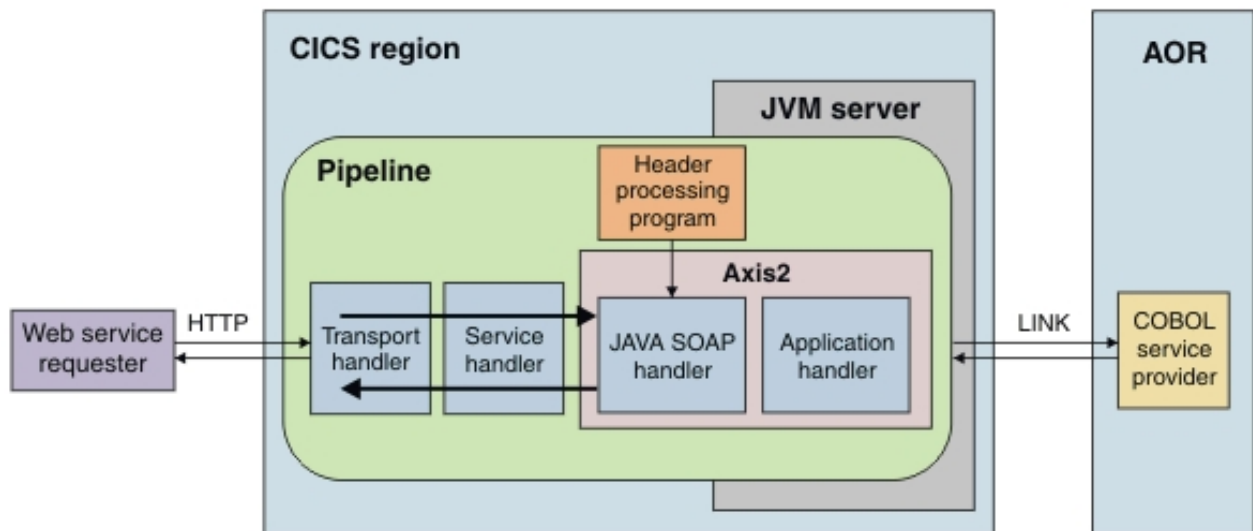 CICS region
AOR
JVM server
Pipeline
Header
processing
program
Axis2
Web service
requester
HTTP
Transport
handler
Service
handler
JAVA SOAP
handler
Application
handler
LINK
COBOL
service
provider